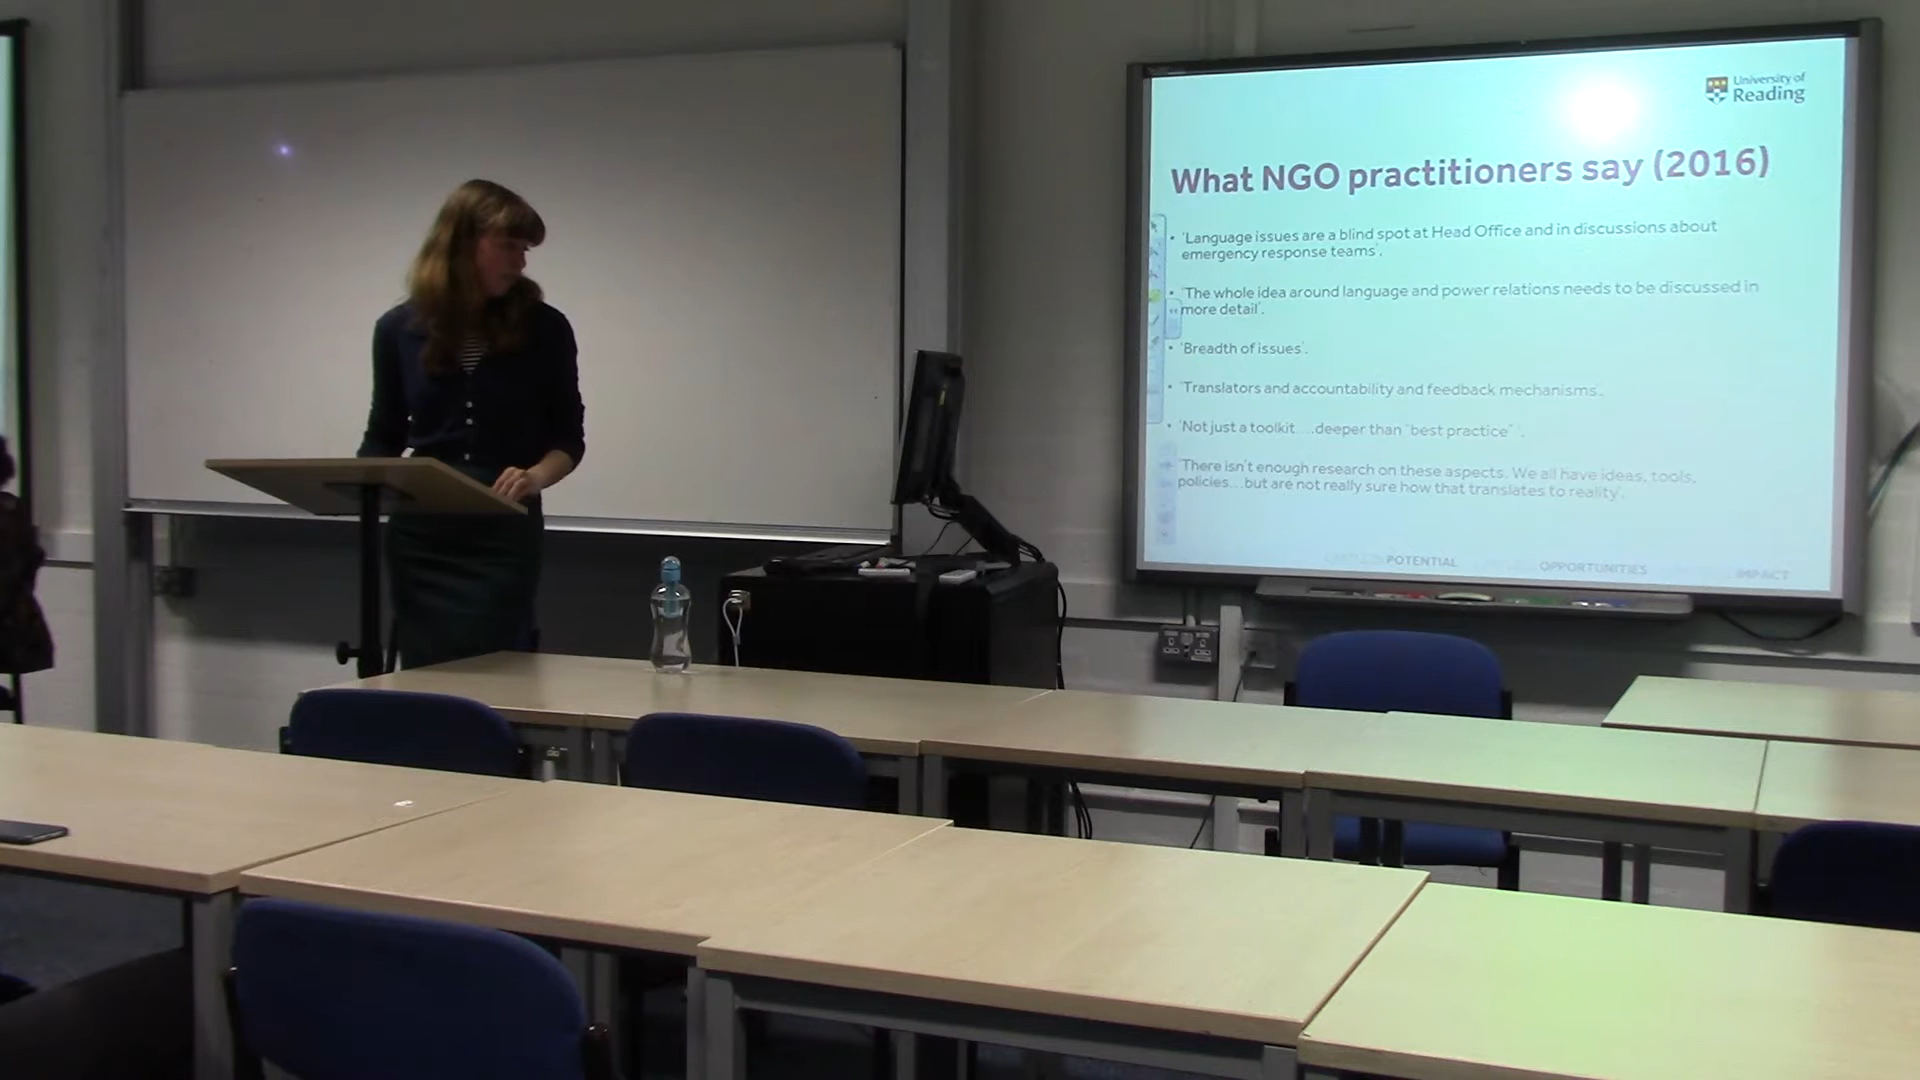 University of
Reading
What NGO practitioners say (2016)
• 'Language issues are a blind spot at Head Office and in discussions about
emergency response teams'.
• 'The whole idea around language and power relations needs to be discussed in
more detail'.
• 'Breadth of issues'.
• 'Translators and accountability and feedback mechanisms'.
• 'Not just a toolkit....deeper than "best practice" '.
'There isn't enough research on these aspects. We all have ideas, tools,
policies....but are not really sure how that translates to reality'.
POTENTIAL OPPORTUNITIES IMPACT